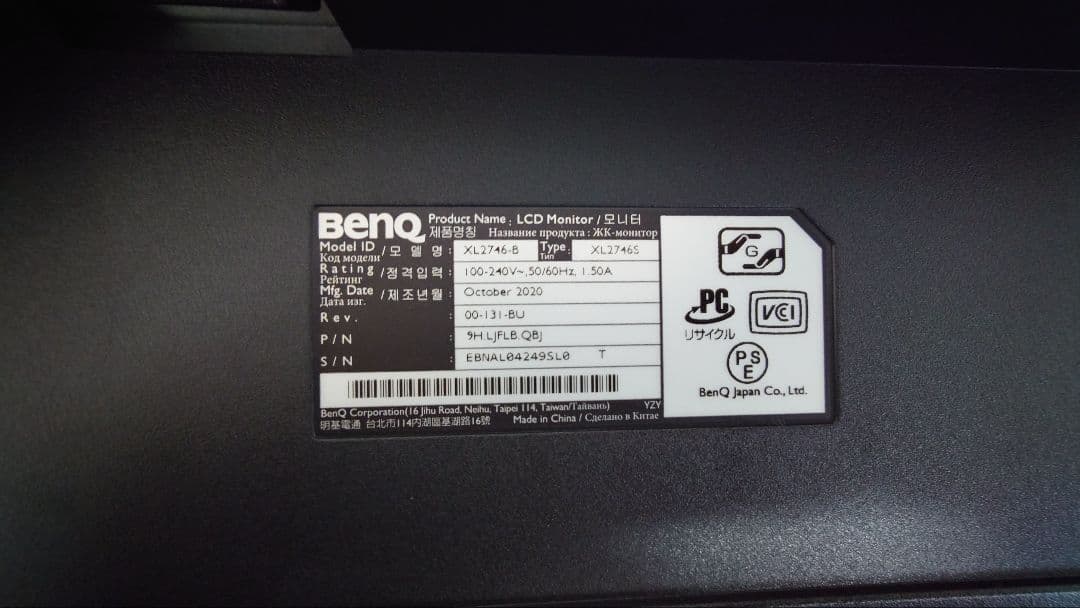 BenQ Product Name : LCD Monitor / 모니터
제품명칭 Название продукта : ЖК-монитор
Model ID / 모 델 명 : XL2746-B Type : XL2746S
Код модели Тип
Rating / 정격입력 : 100-240V~,50/60Hz, 1.50A
Рейтинг
Mfg. Date / 제조년월 : October 2020
Дата изг.
Rev. : 00-131-BU
P/N : 9H.LJFLB.QBJ
S/N : EBNAL04249SL0 T
BenQ Corporation(16 Jihu Road, Neihu, Taipei 114, Taiwan/Тайвань) YZY
明基電通 台北市114內湖區基湖路16號 Made in China / Сделано в Китае
G
PC
リサイクル
VCI
PS
E
BenQ Japan Co., Ltd.